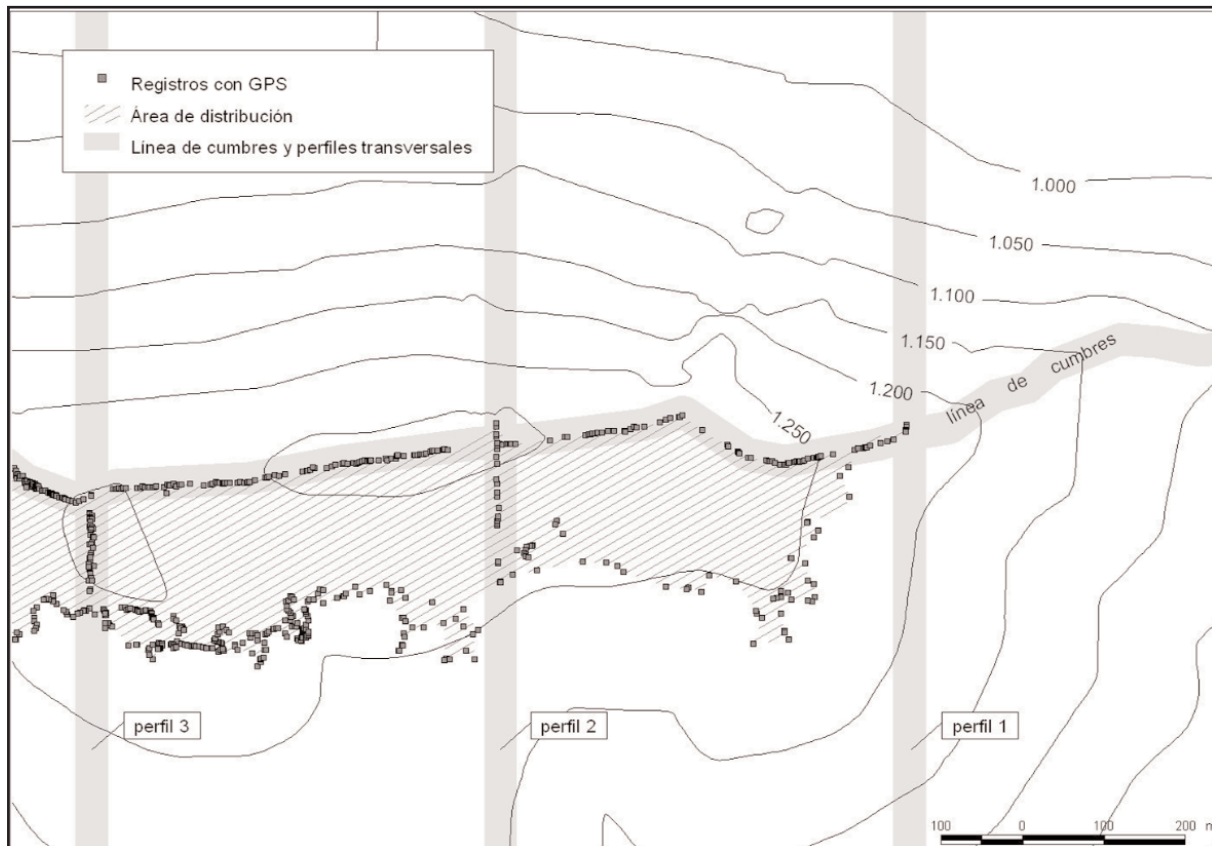 Registros con GPS
Área de distribución
Línea de cumbres y perfiles transversales
1.000
1.050
1.100
1.150
1.200
1.250
línea de cumbres
perfil 3
perfil 2
perfil 1
100 0 100 200 m